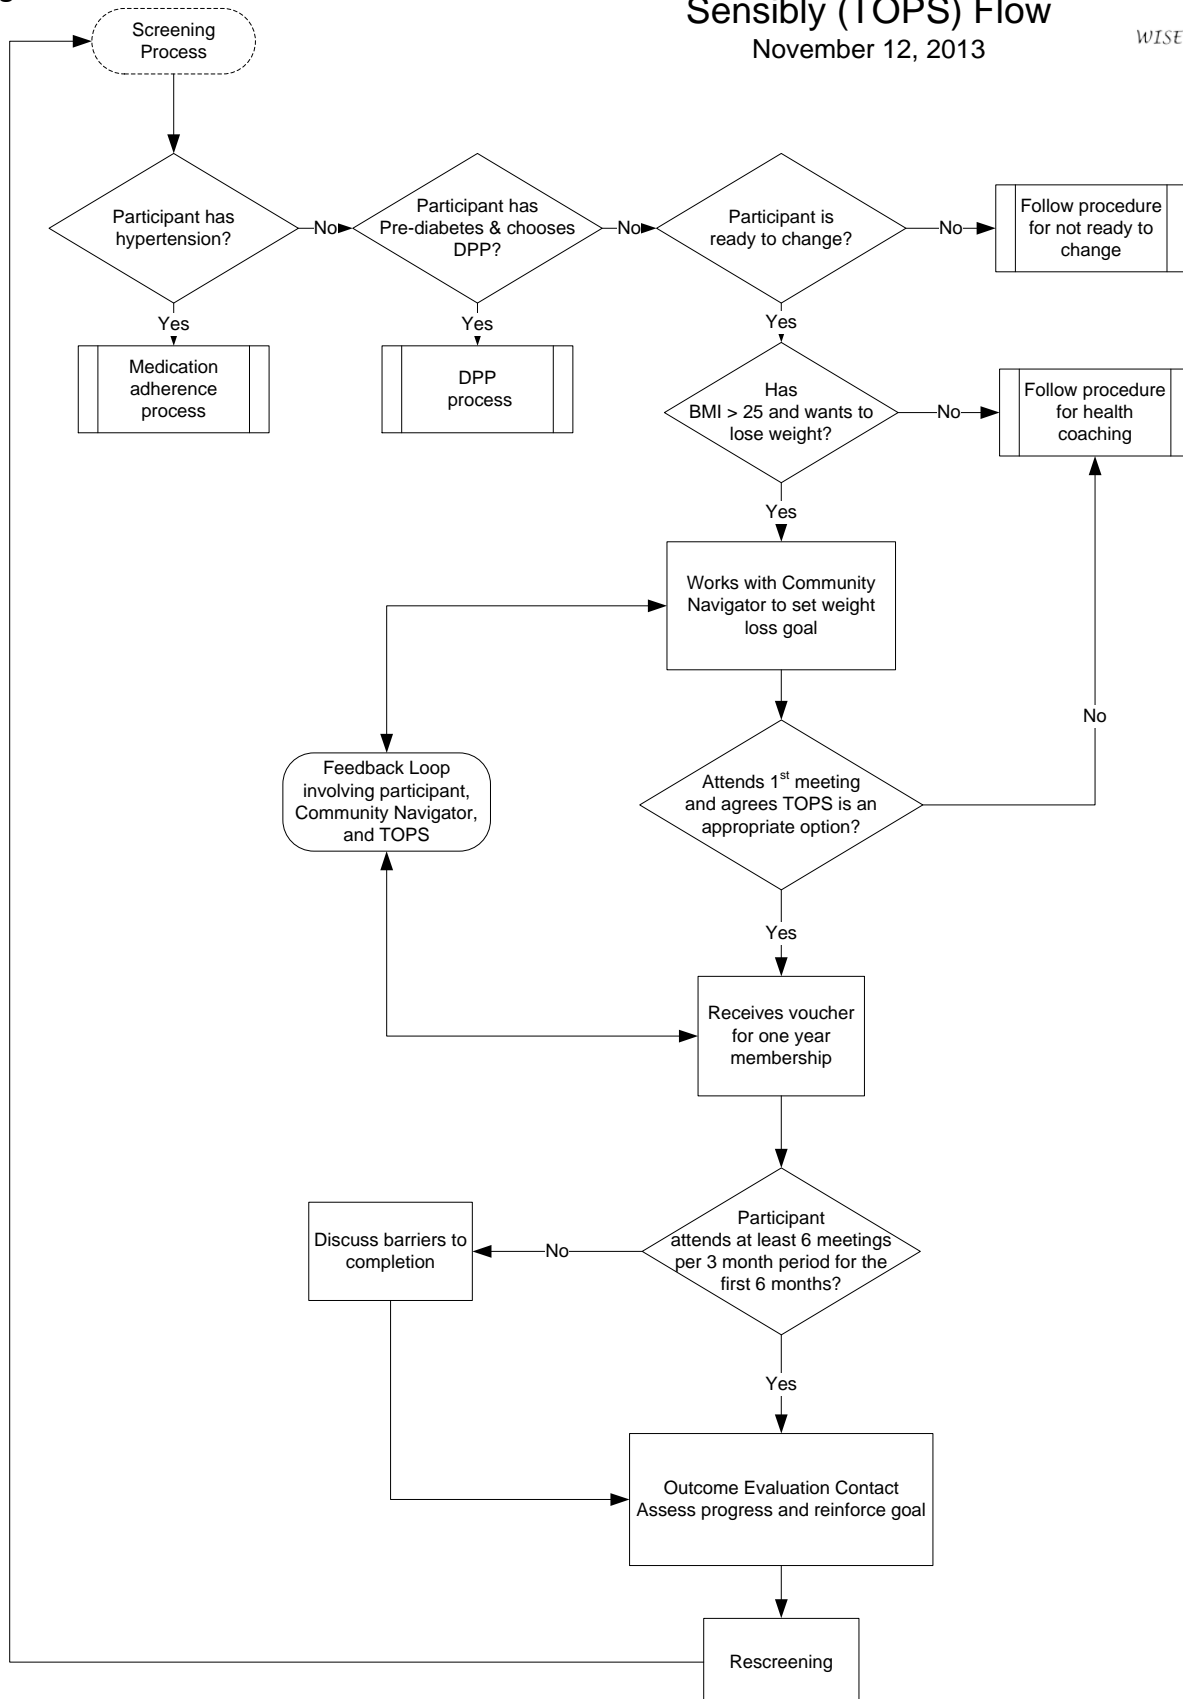 Sensibly (TOPS) Flow
November 12, 2013
WISE
Screening
Process
Participant has
hypertension?
No
Participant has
Pre-diabetes & chooses
DPP?
No
Participant is
ready to change?
No
Follow procedure
for not ready to
change
Yes
Yes
Yes
Medication
adherence
process
DPP
process
Has
BMI > 25 and wants to
lose weight?
No
Follow procedure
for health
coaching
Yes
Works with Community
Navigator to set weight
loss goal
No
Feedback Loop
involving participant,
Community Navigator,
and TOPS
Attends 1st meeting
and agrees TOPS is an
appropriate option?
Yes
Receives voucher
for one year
membership
Participant
attends at least 6 meetings
per 3 month period for the
first 6 months?
No
Discuss barriers to
completion
Yes
Outcome Evaluation Contact
Assess progress and reinforce goal
Rescreening